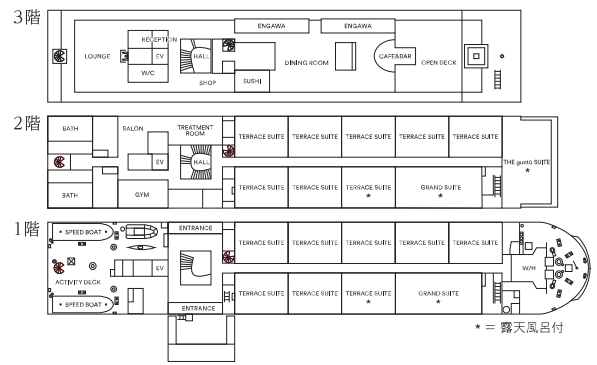 3階
ENGAWA ENGAWA
RECEPTION
LOUNGE EV HALL DINING ROOM CAFE&BAR OPEN DECK
W/C
SHOP SUSHI
2階
BATH SALON TREATMENT
ROOM
TERRACE SUITE TERRACE SUITE TERRACE SUITE TERRACE SUITE TERRACE SUITE
EV HALL
THE guntû SUITE
*
BATH GYM TERRACE SUITE TERRACE SUITE TERRACE SUITE GRAND SUITE
* *
1階
• SPEED BOAT • ENTRANCE
TERRACE SUITE TERRACE SUITE TERRACE SUITE TERRACE SUITE TERRACE SUITE
EV W/H
ACTIVITY DECK
TERRACE SUITE TERRACE SUITE TERRACE SUITE GRAND SUITE
* *
• SPEED BOAT • ENTRANCE
* = 露天風呂付